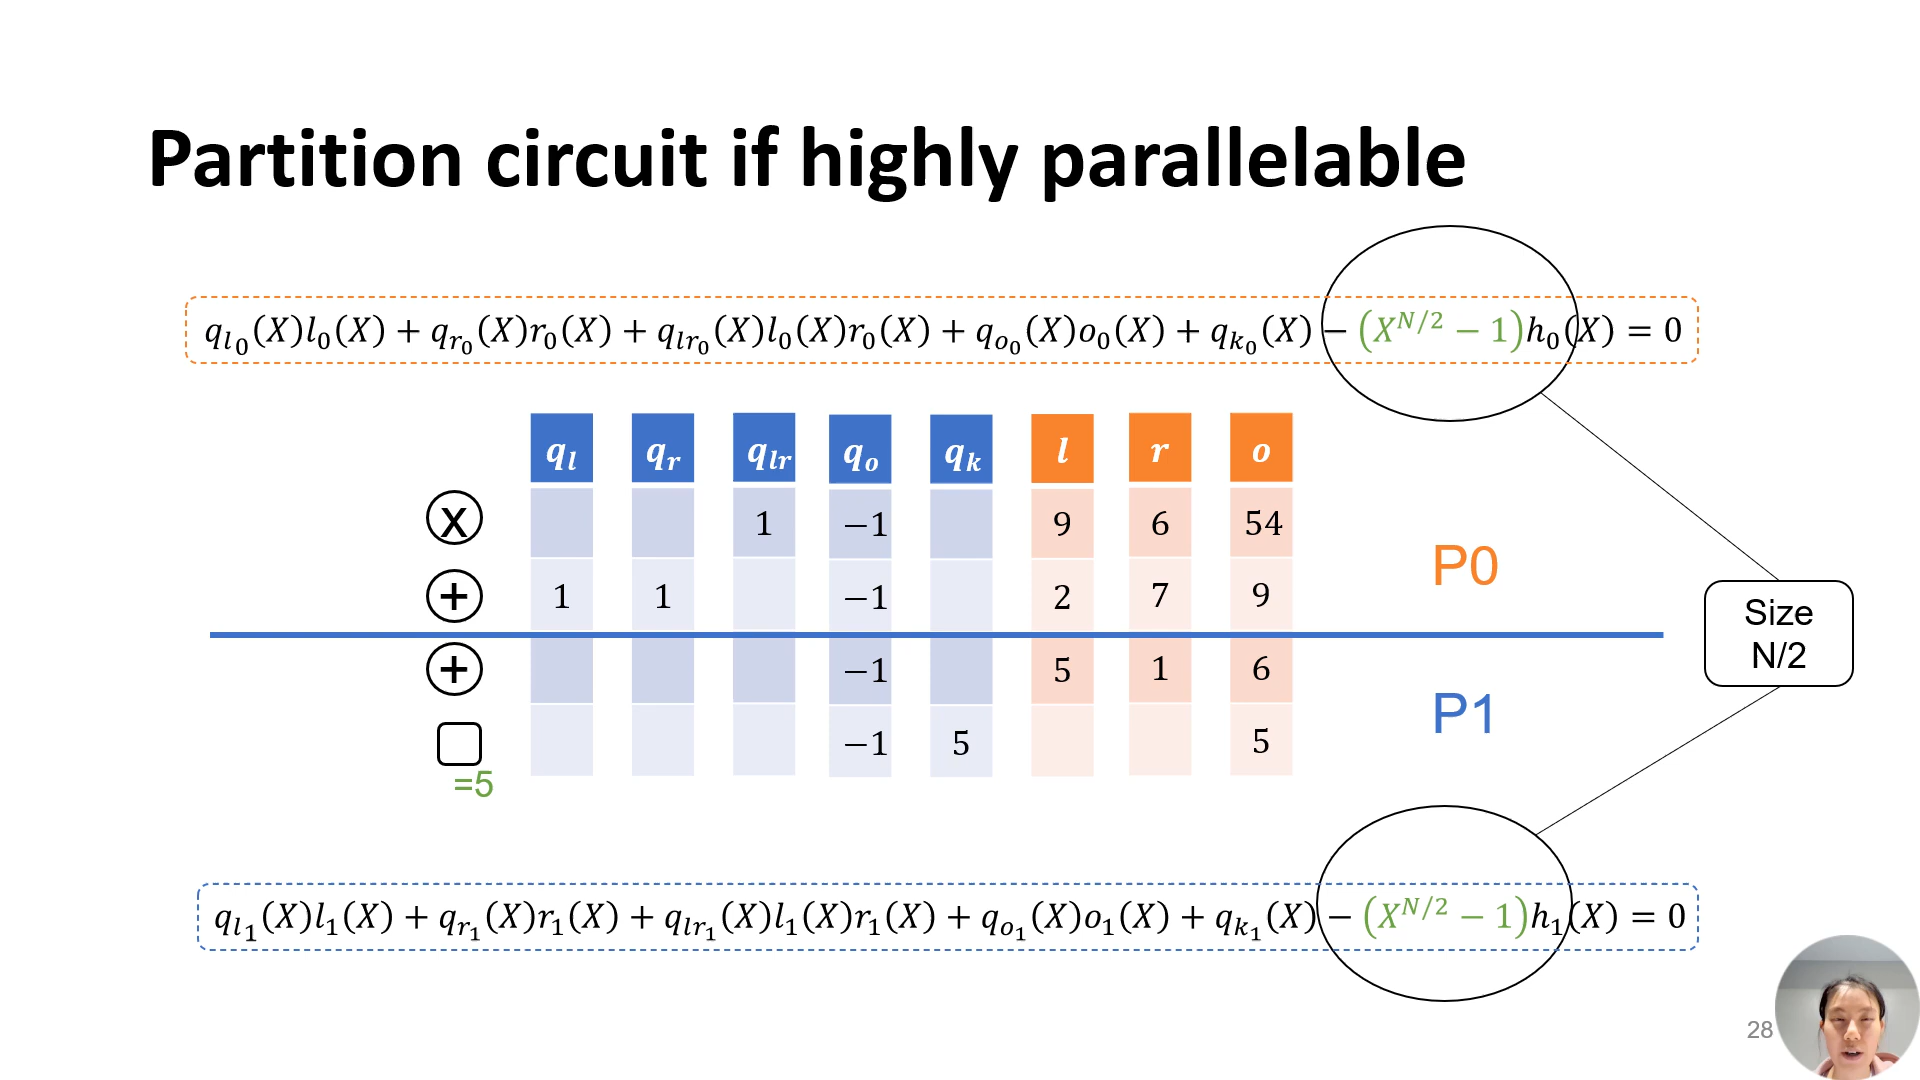 Partition circuit if highly parallelable
q_{l_0}(X)l_0(X) + q_{r_0}(X)r_0(X) + q_{lr_0}(X)l_0(X)r_0(X) + q_{o_0}(X)o_0(X) + q_{k_0}(X) − (X^{N/2} − 1)h_0(X) = 0
q_l q_r q_{lr} q_o q_k l r o
x 1 −1 9 6 54
+ 1 1 −1 2 7 9
P0
+ −1 5 1 6
−1 5 5
=5
P1
Size
N/2
q_{l_1}(X)l_1(X) + q_{r_1}(X)r_1(X) + q_{lr_1}(X)l_1(X)r_1(X) + q_{o_1}(X)o_1(X) + q_{k_1}(X) − (X^{N/2} − 1)h_1(X) = 0
28